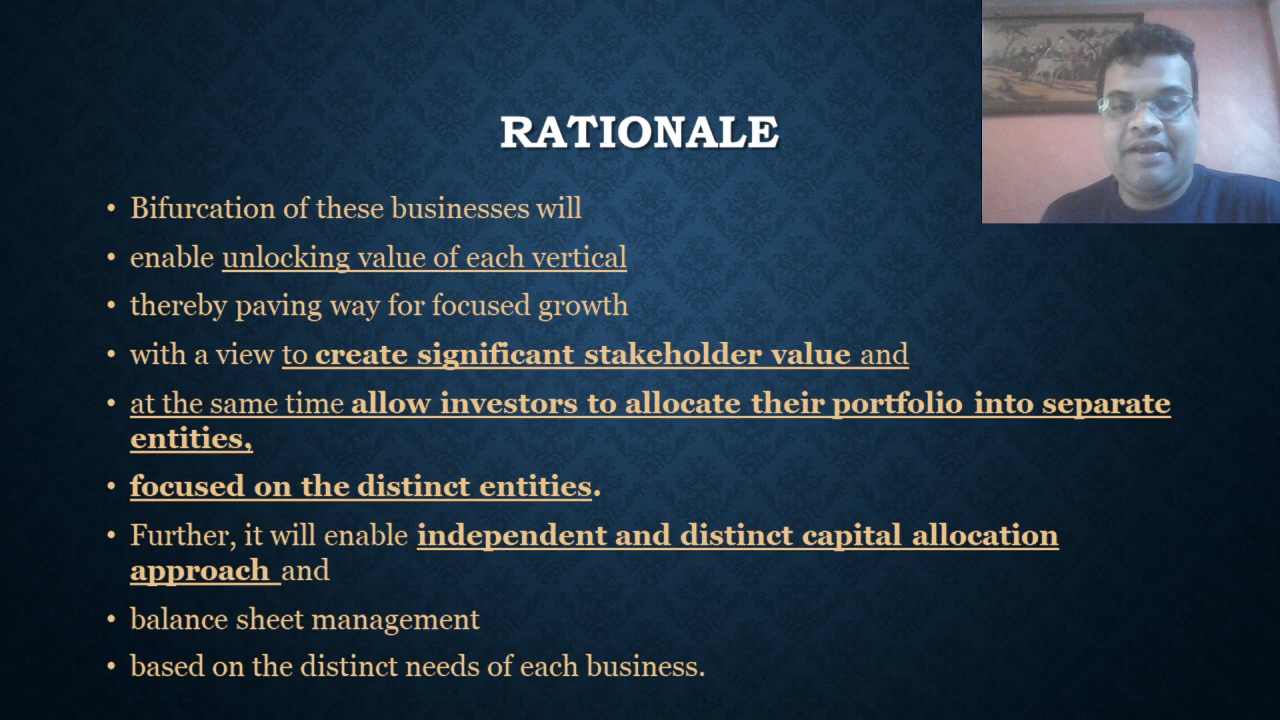 RATIONALE
• Bifurcation of these businesses will
• enable unlocking value of each vertical
• thereby paving way for focused growth
• with a view to create significant stakeholder value and
• at the same time allow investors to allocate their portfolio into separate
entities,
• focused on the distinct entities.
• Further, it will enable independent and distinct capital allocation
approach and
• balance sheet management
• based on the distinct needs of each business.